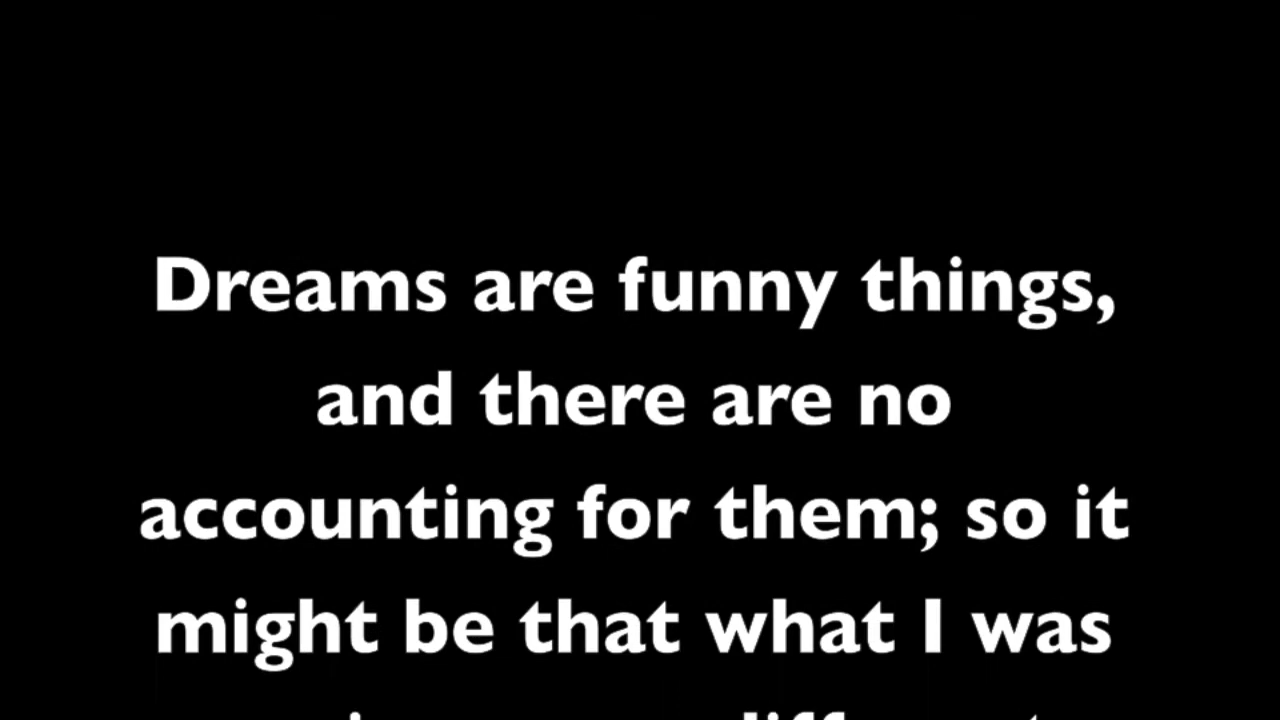 Dreams are funny things,
and there are no
accounting for them; so it
might be that what I was